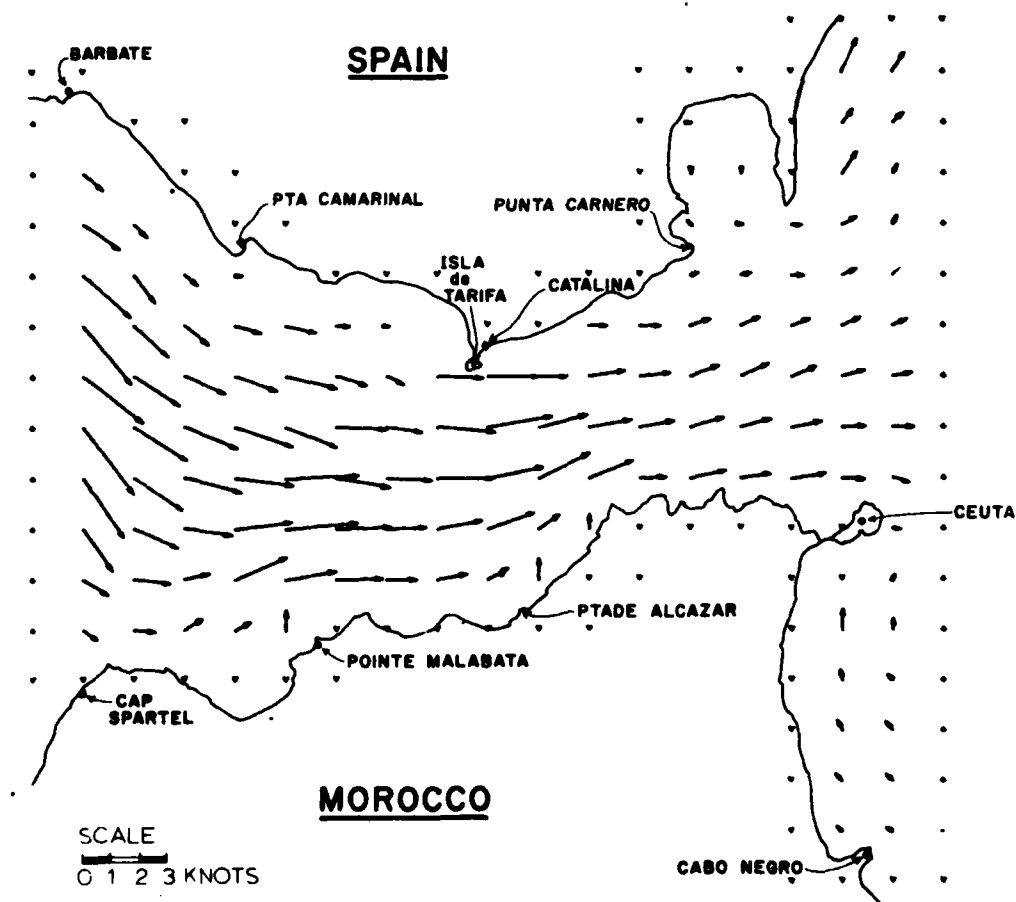 BARBATE
SPAIN
PTA CAMARINAL
PUNTA CARNERO
ISLA
de
TARIFA
CATALINA
CEUTA
PTADE ALCAZAR
POINTE MALABATA
CAP
SPARTEL
MOROCCO
SCALE
0 1 2 3 KNOTS
CABO NEGRO